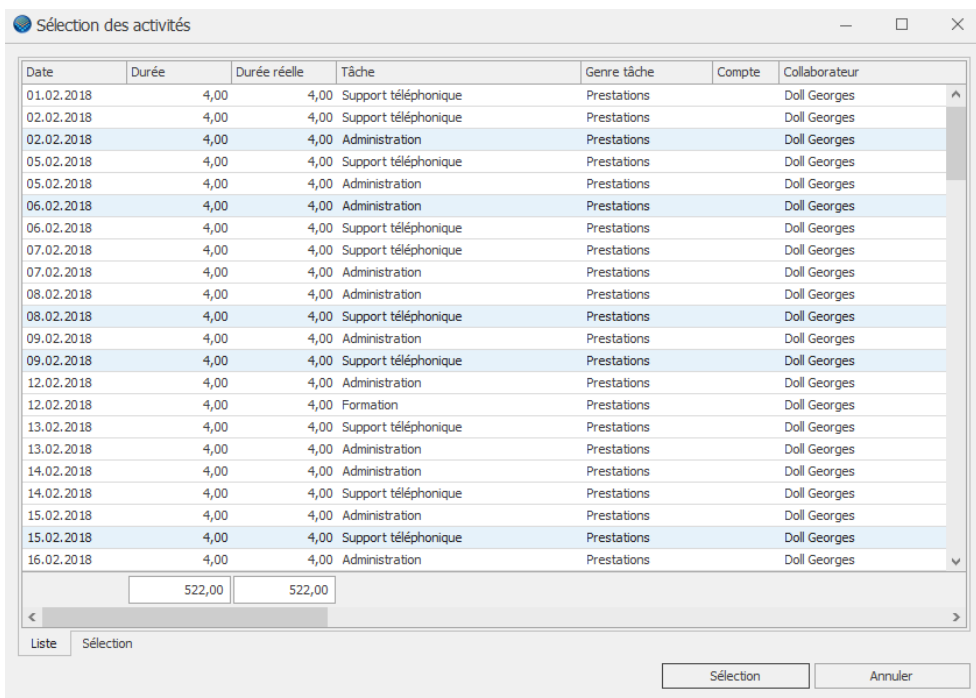 Sélection des activités
Date Durée Durée réelle Tâche Genre tâche Compte Collaborateur
01.02.2018 4,00 4,00 Support téléphonique Prestations Doll Georges
02.02.2018 4,00 4,00 Support téléphonique Prestations Doll Georges
02.02.2018 4,00 4,00 Administration Prestations Doll Georges
05.02.2018 4,00 4,00 Support téléphonique Prestations Doll Georges
05.02.2018 4,00 4,00 Administration Prestations Doll Georges
06.02.2018 4,00 4,00 Administration Prestations Doll Georges
06.02.2018 4,00 4,00 Support téléphonique Prestations Doll Georges
07.02.2018 4,00 4,00 Support téléphonique Prestations Doll Georges
07.02.2018 4,00 4,00 Administration Prestations Doll Georges
08.02.2018 4,00 4,00 Administration Prestations Doll Georges
08.02.2018 4,00 4,00 Support téléphonique Prestations Doll Georges
09.02.2018 4,00 4,00 Administration Prestations Doll Georges
09.02.2018 4,00 4,00 Support téléphonique Prestations Doll Georges
12.02.2018 4,00 4,00 Administration Prestations Doll Georges
12.02.2018 4,00 4,00 Formation Prestations Doll Georges
13.02.2018 4,00 4,00 Support téléphonique Prestations Doll Georges
13.02.2018 4,00 4,00 Administration Prestations Doll Georges
14.02.2018 4,00 4,00 Administration Prestations Doll Georges
14.02.2018 4,00 4,00 Support téléphonique Prestations Doll Georges
15.02.2018 4,00 4,00 Administration Prestations Doll Georges
15.02.2018 4,00 4,00 Support téléphonique Prestations Doll Georges
16.02.2018 4,00 4,00 Administration Prestations Doll Georges
522,00 522,00
Liste Sélection
Sélection Annuler